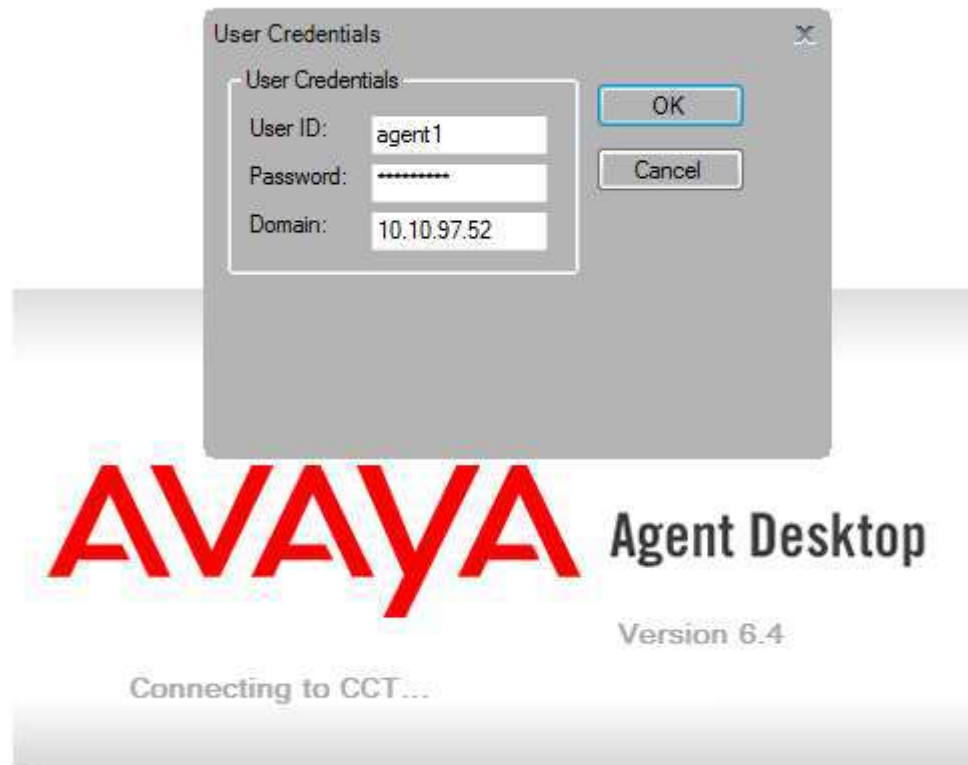 User Credentials
User Credentials
User ID: agent1
Password: *********
Domain: 10.10.97.52
OK
Cancel
AVAYA Agent Desktop
Version 6.4
Connecting to CCT...